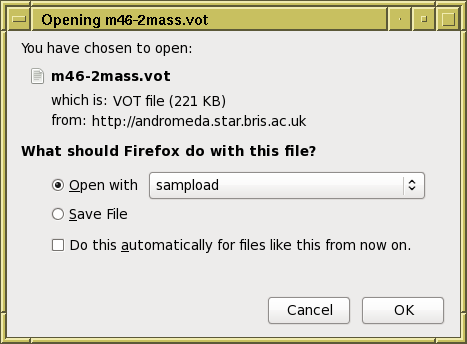 Opening m46-2mass.vot
You have chosen to open:
m46-2mass.vot
which is: VOT file (221 KB)
from: http://andromeda.star.bris.ac.uk
What should Firefox do with this file?
Open with sampload
Save File
Do this automatically for files like this from now on.
Cancel OK